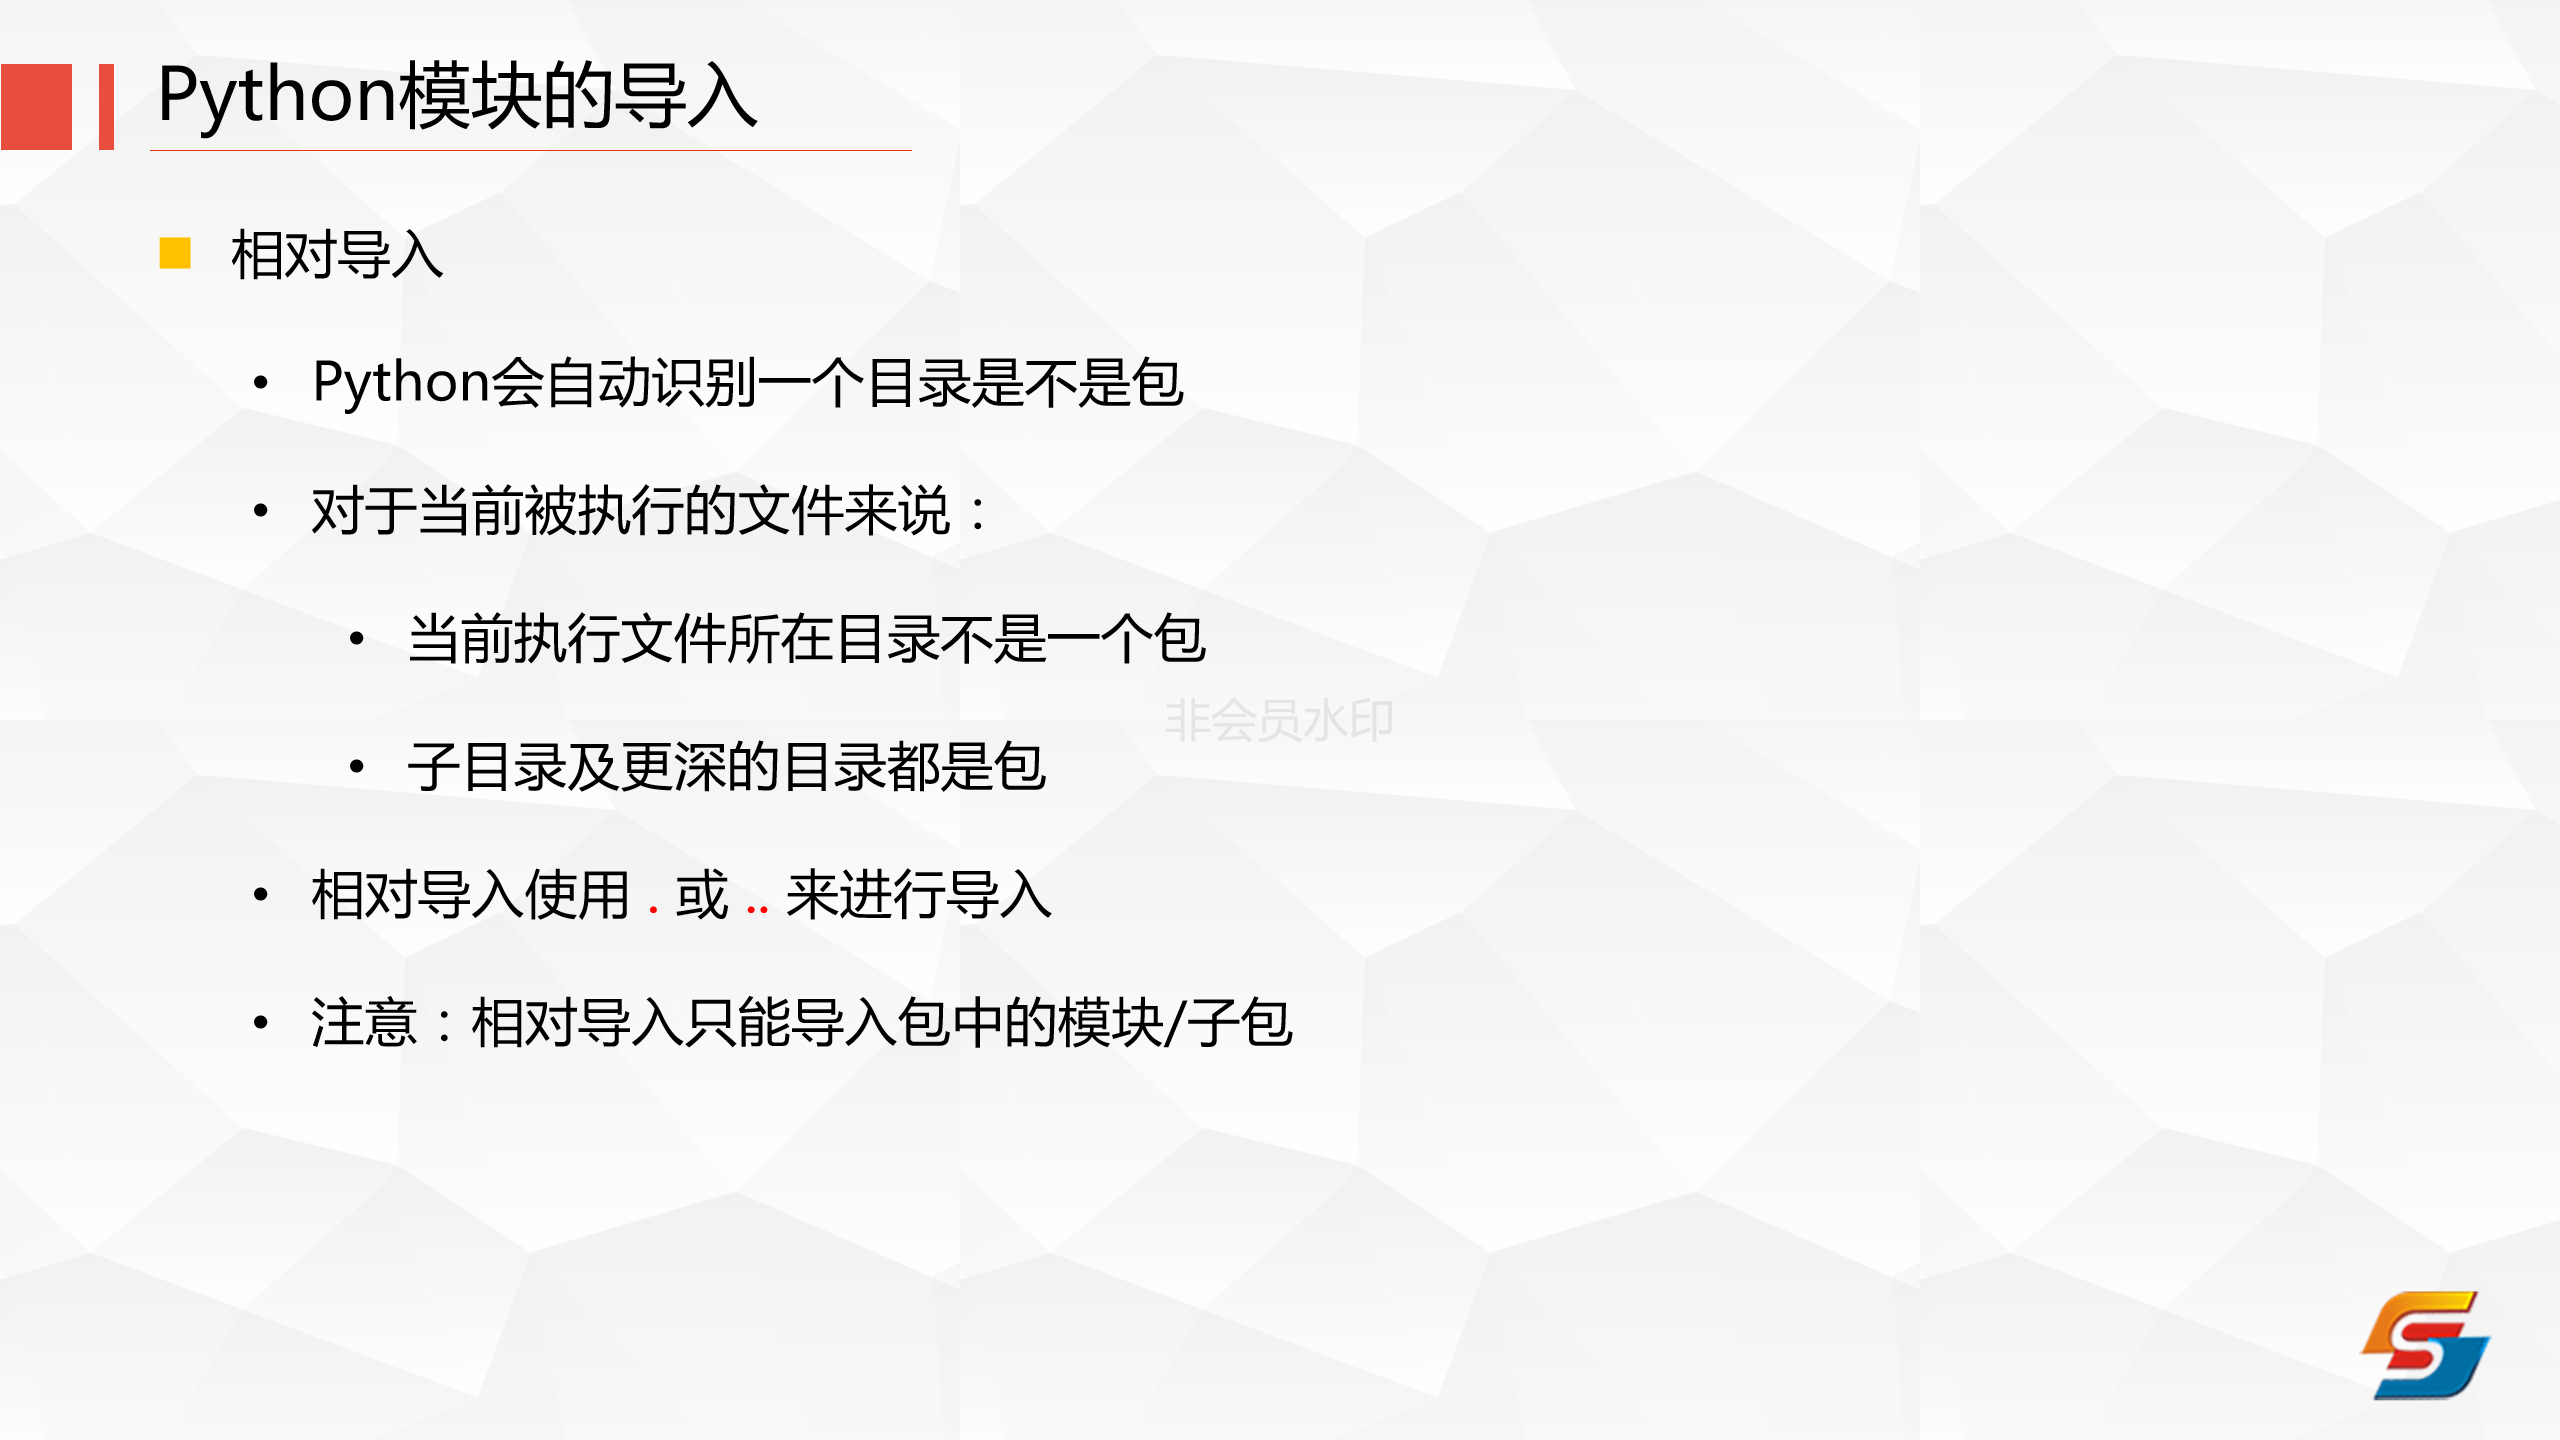 Python模块的导入
相对导入
• Python会自动识别一个目录是不是包
• 对于当前被执行的文件来说：
• 当前执行文件所在目录不是一个包
非会员水印
• 子目录及更深的目录都是包
• 相对导入使用 . 或 .. 来进行导入
• 注意：相对导入只能导入包中的模块/子包